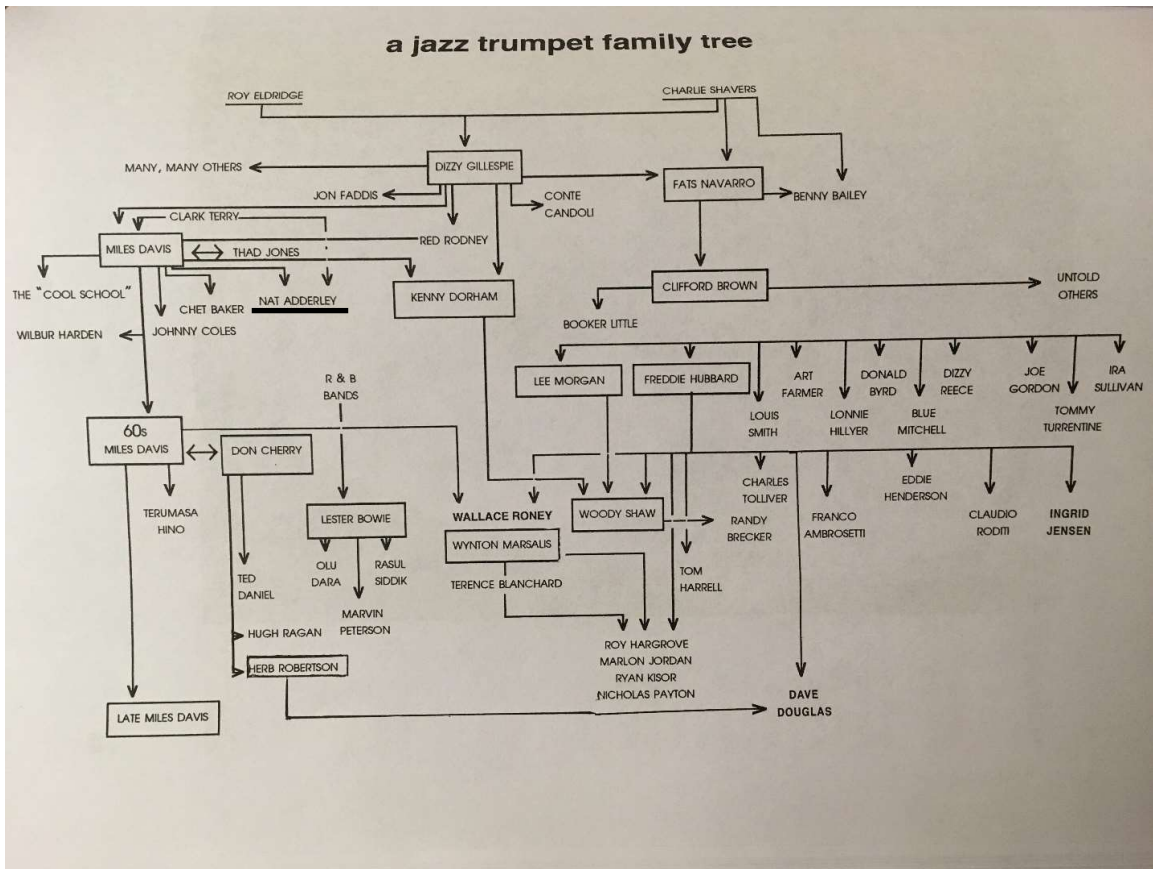 a jazz trumpet family tree
ROY ELDRIDGE
CHARLIE SHAVERS
MANY, MANY OTHERS
DIZZY GILLESPIE
FATS NAVARRO
BENNY BAILEY
JON FADDIS
CONTE
CANDOLI
CLARK TERRY
RED RODNEY
MILES DAVIS
THAD JONES
THE "COOL SCHOOL"
CHET BAKER
NAT ADDERLEY
KENNY DORHAM
CLIFFORD BROWN
UNTOLD
OTHERS
WILBUR HARDEN
JOHNNY COLES
BOOKER LITTLE
LEE MORGAN
FREDDIE HUBBARD
LOUIS
SMITH
ART
FARMER
LONNIE
HILLYER
DONALD
BYRD
BLUE
MITCHELL
DIZZY
REECE
JOE
GORDON
TOMMY
TURRENTINE
IRA
SULLIVAN
R & B
BANDS
60s
MILES DAVIS
DON CHERRY
TERUMASA
HINO
LESTER BOWIE
WALLACE RONEY
WYNTON MARSALIS
TERENCE BLANCHARD
WOODY SHAW
RANDY
BRECKER
CHARLES
TOLLIVER
FRANCO
AMBROSETTI
EDDIE
HENDERSON
CLAUDIO
RODITI
INGRID
JENSEN
TED
DANIEL
OLU
DARA
RASUL
SIDDIK
MARVIN
PETERSON
TOM
HARRELL
HUGH RAGAN
HERB ROBERTSON
ROY HARGROVE
MARLON JORDAN
RYAN KISOR
NICHOLAS PAYTON
DAVE
DOUGLAS
LATE MILES DAVIS